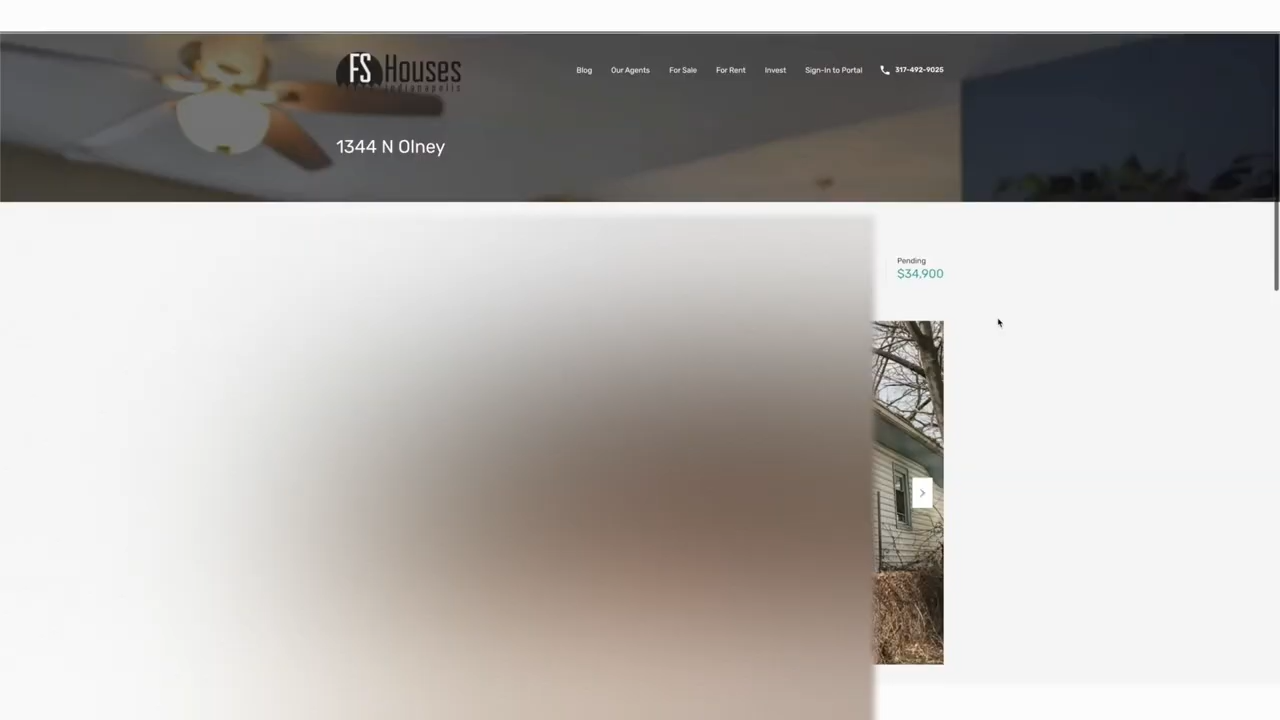 FS Houses
indianapolis
Blog
Our Agents
For Sale
For Rent
Invest
Sign-In to Portal
317-492-9025
1344 N Olney
Pending
$34,900